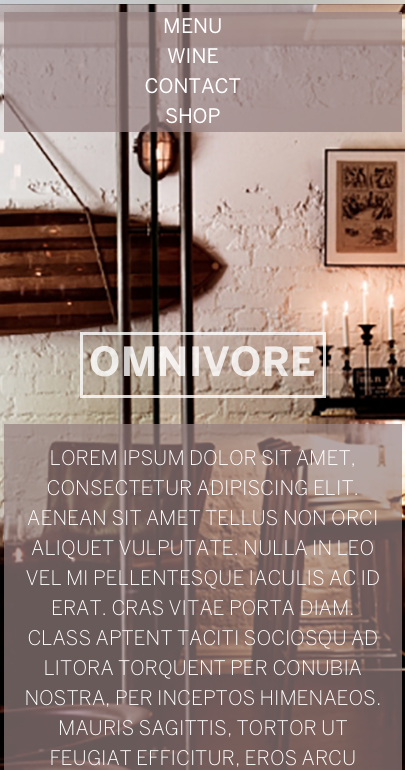 MENU
WINE
CONTACT
SHOP
OMNIVORE
LOREM IPSUM DOLOR SIT AMET,
CONSECTETUR ADIPISCING ELIT.
AENEAN SIT AMET TELLUS NON ORCI
ALIQUET VULPUTATE. NULLA IN LEO
VEL MI PELLENTESQUE IACULIS AC ID
ERAT. CRAS VITAE PORTA DIAM.
CLASS APTENT TACITI SOCIOSQU AD
LITORA TORQUENT PER CONUBIA
NOSTRA, PER INCEPTOS HIMENAEOS.
MAURIS SAGITTIS, TORTOR UT
FEUGIAT EFFICITUR, EROS ARCU